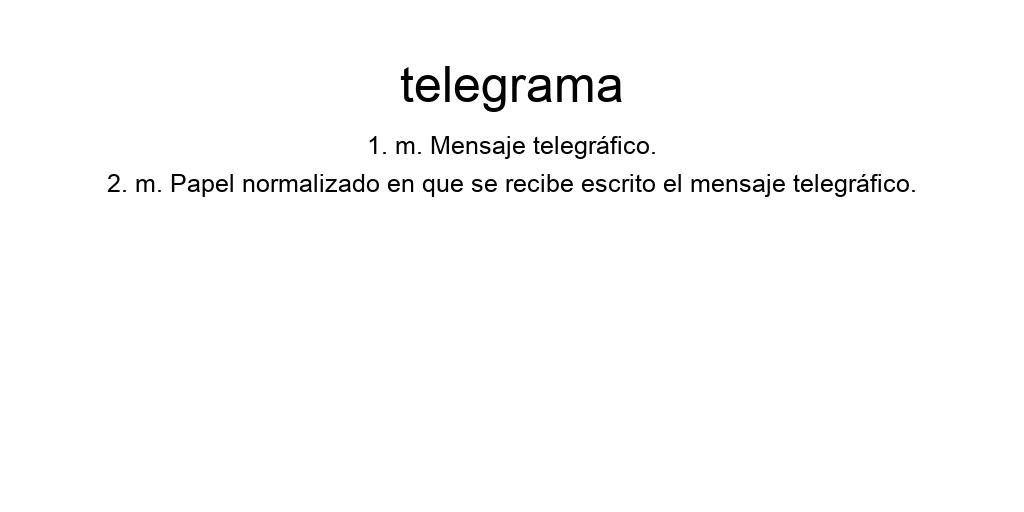 telegrama
1. m. Mensaje telegráfico.
2. m. Papel normalizado en que se recibe escrito el mensaje telegráfico.